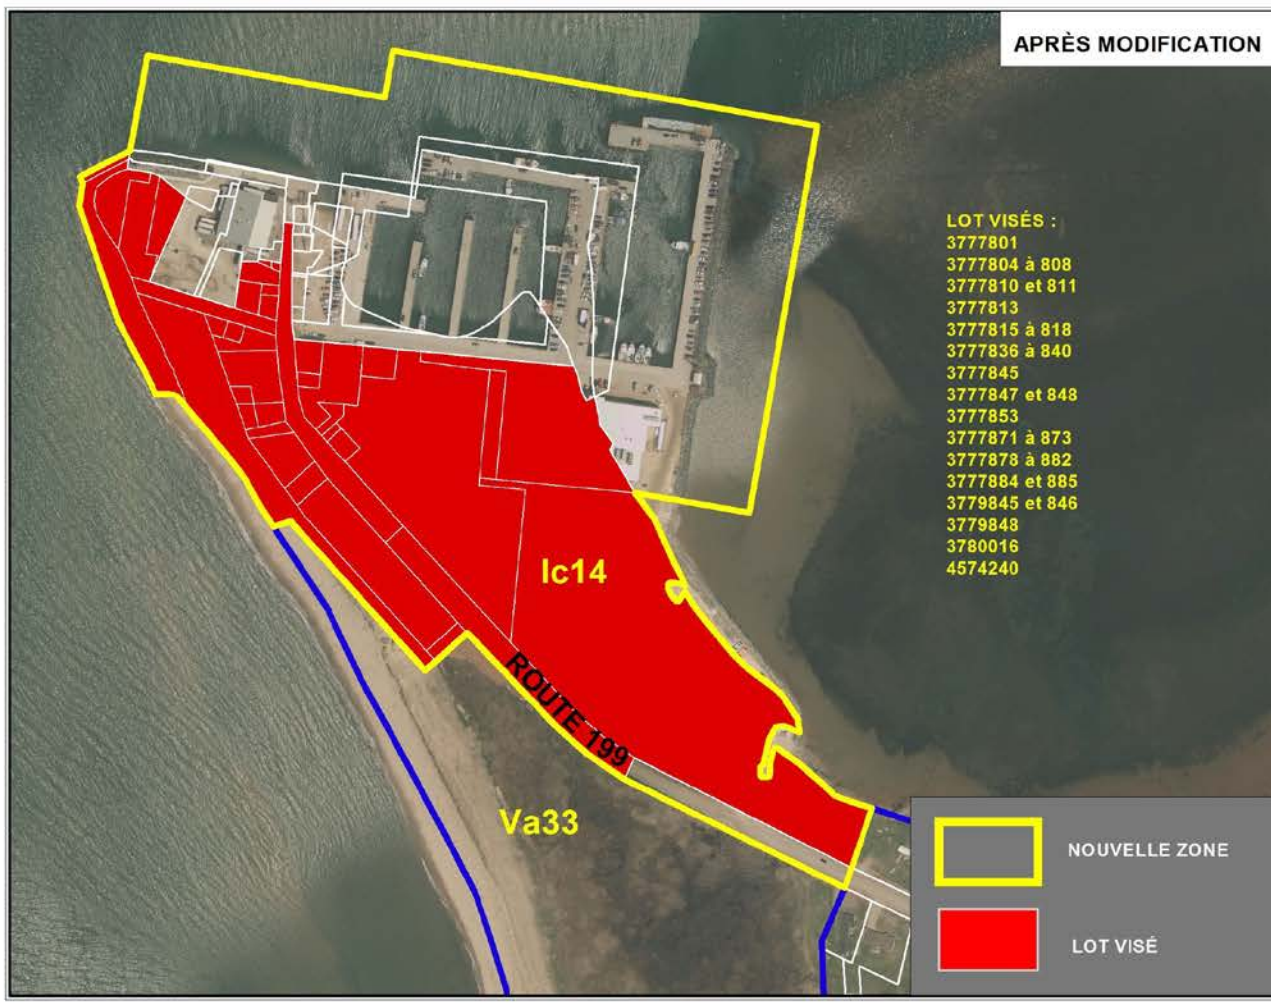 APRÈS MODIFICATION
LOT VISÉS :
3777801
3777804 à 808
3777810 et 811
3777813
3777815 à 818
3777836 à 840
3777845
3777847 et 848
3777853
3777871 à 873
3777878 à 882
3777884 et 885
3779845 et 846
3779848
3780016
4574240
Ic14
ROUTE 199
Va33
NOUVELLE ZONE
LOT VISÉ